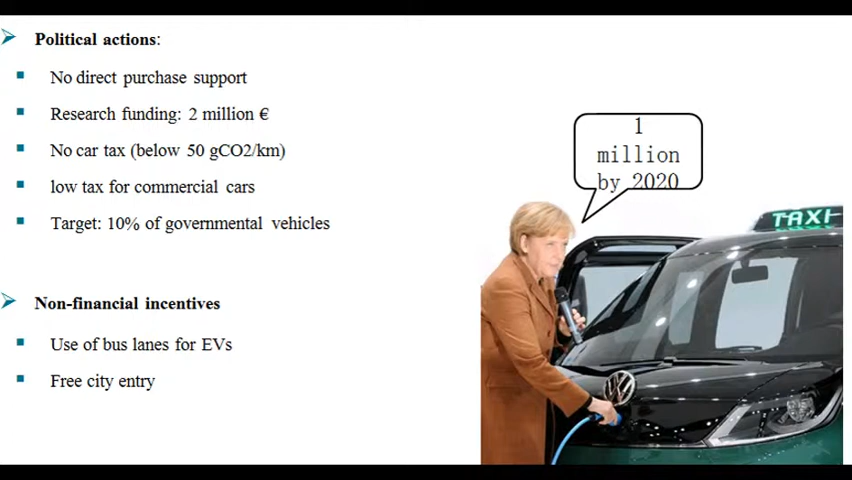 Political actions:
No direct purchase support
Research funding: 2 million €
No car tax (below 50 gCO2/km)
low tax for commercial cars
Target: 10% of governmental vehicles
Non-financial incentives
Use of bus lanes for EVs
Free city entry
1
million
by 2020
TAXI